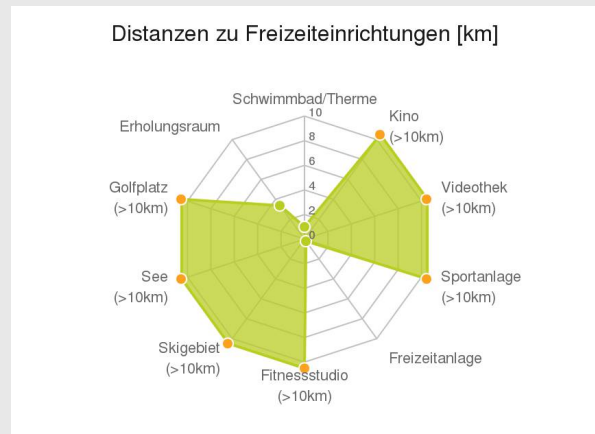 Distanzen zu Freizeiteinrichtungen [km]
Schwimmbad/Therme
10
8
6
4
2
0
Kino
(>10km)
Videothek
(>10km)
Sportanlage
(>10km)
Freizeitanlage
Fitnessstudio
(>10km)
Skigebiet
(>10km)
See
(>10km)
Golfplatz
(>10km)
Erholungsraum